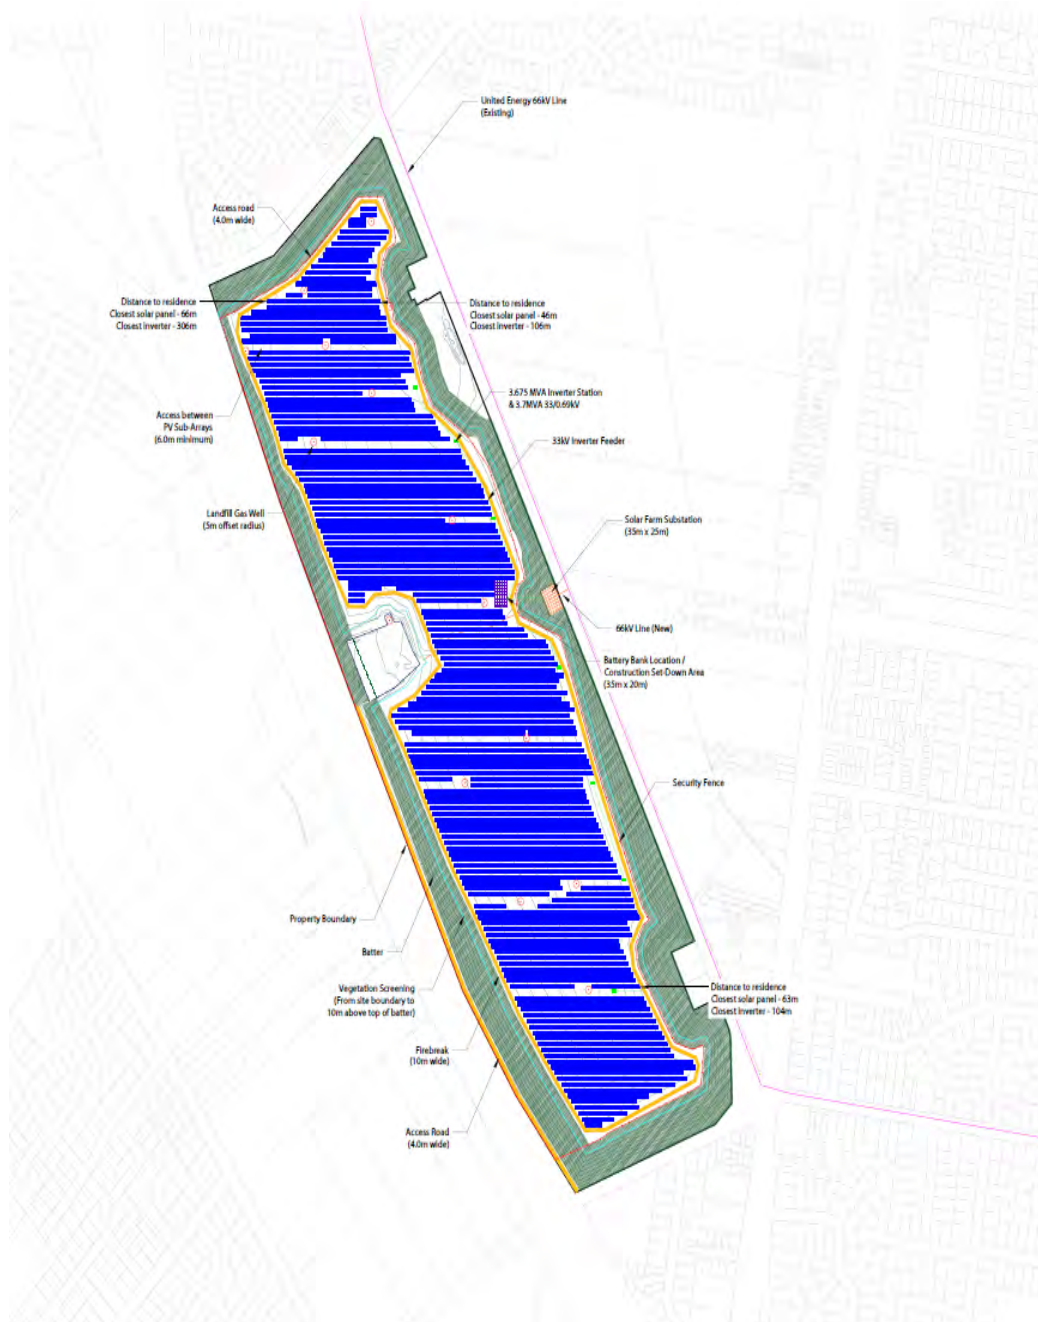 United Energy 66kV Line
(Existing)
Access road
(4.0m wide)
Distance to residence
Closest solar panel - 66m
Closest inverter - 306m
Distance to residence
Closest solar panel - 46m
Closest inverter - 106m
3.675 MVA Inverter Station
& 3.7MVA 33/0.69kV
Access between
PV Sub-Arrays
(6.0m minimum)
33kV Inverter Feeder
Landfill Gas Well
(5m offset radius)
Solar Farm Substation
(35m x 25m)
66kV Line (New)
Battery Bank Location /
Construction Set-Down Area
(35m x 20m)
Security Fence
Property Boundary
Batter
Vegetation Screening
(From site boundary to
10m above top of batter)
Distance to residence
Closest solar panel - 63m
Closest inverter - 104m
Firebreak
(10m wide)
Access Road
(4.0m wide)